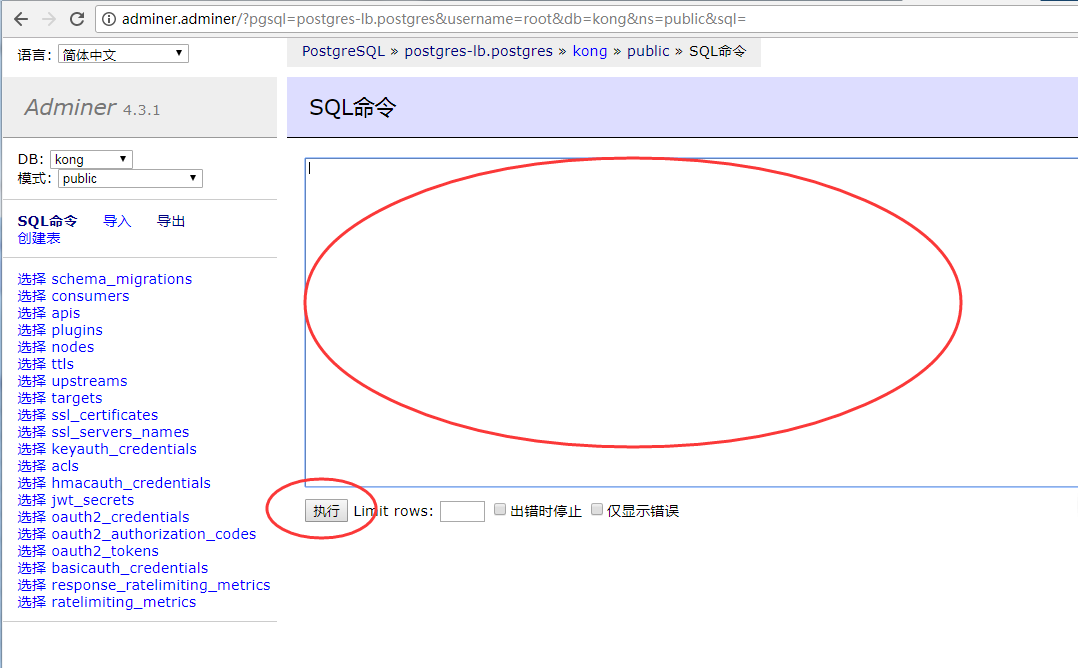 adminer.adminer/?pgsql=postgres-lb.postgres&username=root&db=kong&ns=public&sql=
语言: 简体中文
PostgreSQL » postgres-lb.postgres » kong » public » SQL命令
Adminer 4.3.1
SQL命令
DB: kong
模式: public
SQL命令 导入 导出
创建表
选择 schema_migrations
选择 consumers
选择 apis
选择 plugins
选择 nodes
选择 ttls
选择 upstreams
选择 targets
选择 ssl_certificates
选择 ssl_servers_names
选择 keyauth_credentials
选择 acls
选择 hmacauth_credentials
选择 jwt_secrets
选择 oauth2_credentials
选择 oauth2_authorization_codes
选择 oauth2_tokens
选择 basicauth_credentials
选择 response_ratelimiting_metrics
选择 ratelimiting_metrics
执行 Limit rows: 出错时停止 仅显示错误